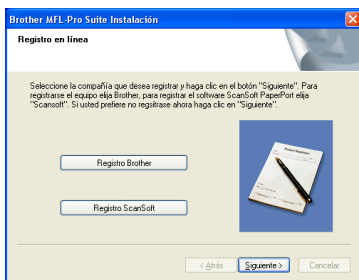 Brother MFL-Pro Suite Instalación
Registro en línea
Seleccione la compañía que desea registrar y haga clic en el botón "Siguiente". Para
registrarse el equipo elija Brother, para registrar el software ScanSoft PaperPort elija
"Scansoft". Si usted prefiere no regsitrase ahora haga clic en "Siguiente".
Registro Brother
Registro ScanSoft
< Atrás
Siguiente >
Cancelar